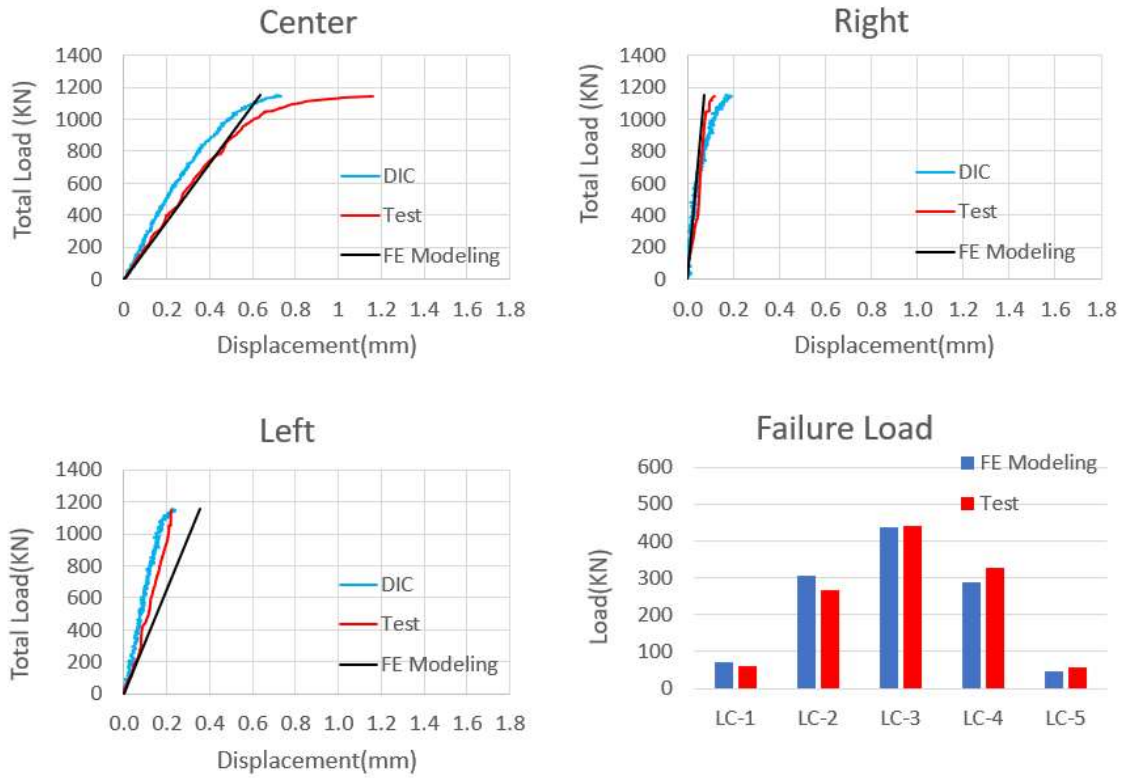 Center
Total Load (KN)
1400
1200
1000
800
600
400
200
0
DIC
Test
FE Modeling
0 0.2 0.4 0.6 0.8 1 1.2 1.4 1.6 1.8
Displacement(mm)
Right
Total Load (KN)
1400
1200
1000
800
600
400
200
0
DIC
Test
FE Modeling
0.0 0.2 0.4 0.6 0.8 1.0 1.2 1.4 1.6 1.8
Displacement(mm)
Left
Total Load(KN)
1400
1200
1000
800
600
400
200
0
DIC
Test
FE Modeling
0.0 0.2 0.4 0.6 0.8 1.0 1.2 1.4 1.6 1.8
Displacement(mm)
Failure Load
FE Modeling
Test
Load(KN)
600
500
400
300
200
100
0
LC-1 LC-2 LC-3 LC-4 LC-5